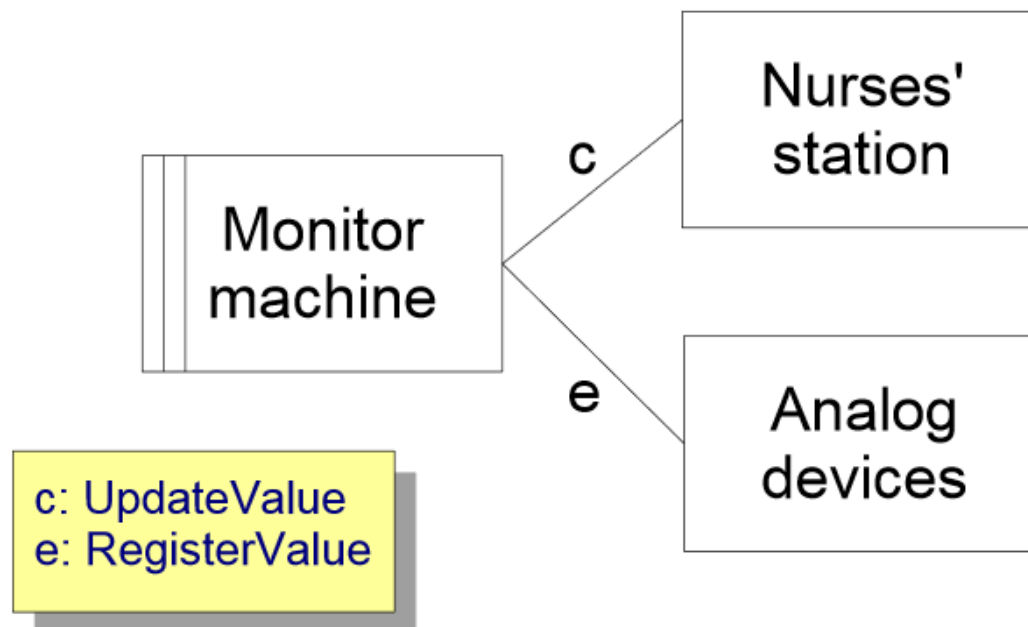 Nurses'
station
c
Monitor
machine
e
Analog
devices
c: UpdateValue
e: RegisterValue